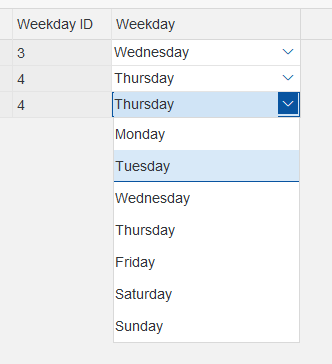 Weekday ID Weekday
3 Wednesday
4 Thursday
4 Thursday
Monday
Tuesday
Wednesday
Thursday
Friday
Saturday
Sunday